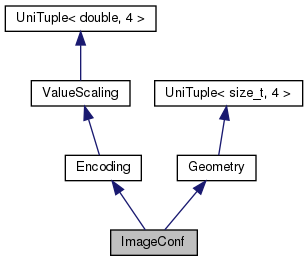 UniTuple< double, 4 >
ValueScaling
UniTuple< size_t, 4 >
Encoding
Geometry
ImageConf